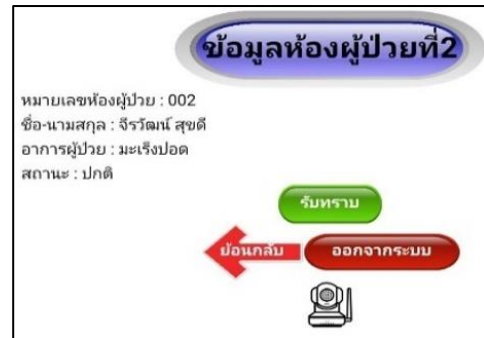 ข้อมูลห้องผู้ป่วยที่2
หมายเลขห้องผู้ป่วย : 002
ชื่อ-นามสกุล : จิรวัฒน์ สุขดี
อาการผู้ป่วย : มะเร็งปอด
สถานะ : ปกติ
รับทราบ
ย้อนกลับ ออกจากระบบ